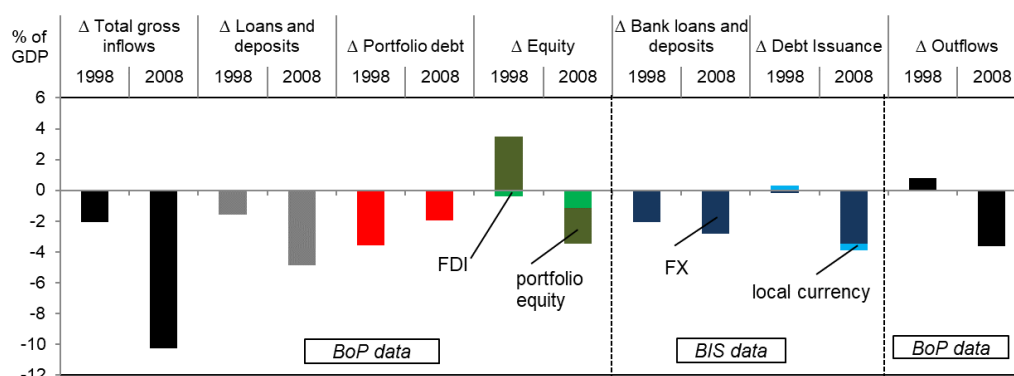 % of GDP
Δ Total gross inflows
Δ Loans and deposits
Δ Portfolio debt
Δ Equity
Δ Bank loans and deposits
Δ Debt Issuance
Δ Outflows
1998 2008 1998 2008 1998 2008 1998 2008 1998 2008 1998 2008 1998 2008
6
4
2
0
-2
-4
-6
-8
-10
-12
FDI
portfolio
equity
FX
local currency
BoP data
BIS data
BoP data